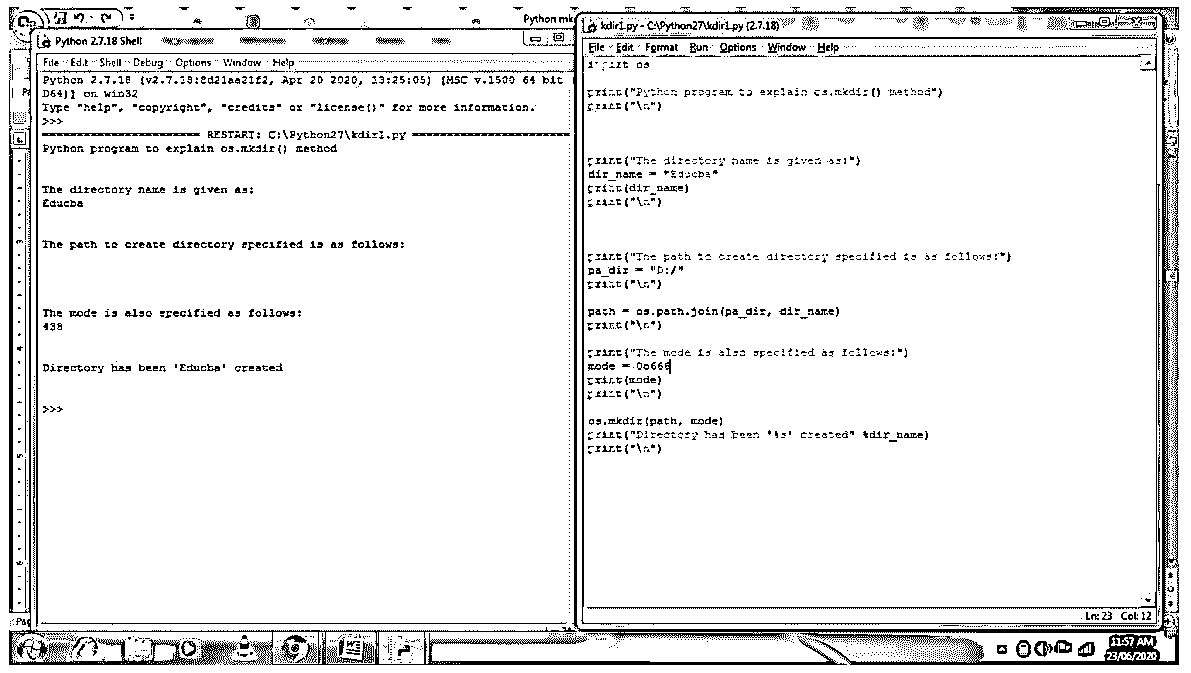 Python mk
Python 2.7.18 Shell
File Edit Shell Debug Options Window Help
Python 2.7.18 (v2.7.18:8d21aa21f2, Apr 20 2020, 13:25:05) [MSC v.1500 64 bit
D64)] on win32
Type "help", "copyright", "credits" or "license()" for more information.
>>>
RESTART: C:\Python27\kdir1.py
Python program to explain os.mkdir() method
The directory name is given as:
Educba
The path to create directory specified is as follows:
The mode is also specified as follows:
438
Directory has been 'Educba' created
>>>
kdir1.py - C:\Python27\kdir1.py (2.7.18)
File Edit Format Run Options Window Help
import os
print("Python program to explain os.mkdir() method")
print("\n")
print("The directory name is given as:")
dir_name = "Educba"
print(dir_name)
print("\n")
print("The path to create directory specified is as follows:")
pa_dir = "D:/"
print("\n")
path = os.path.join(pa_dir, dir_name)
print("\n")
print("The mode is also specified as follows:")
mode = 0o666
print(mode)
print("\n")
os.mkdir(path, mode)
print("Directory has been '%s' created" %dir_name)
print("\n")
Ln: 23 Col: 12
11:57 AM
23/06/2020